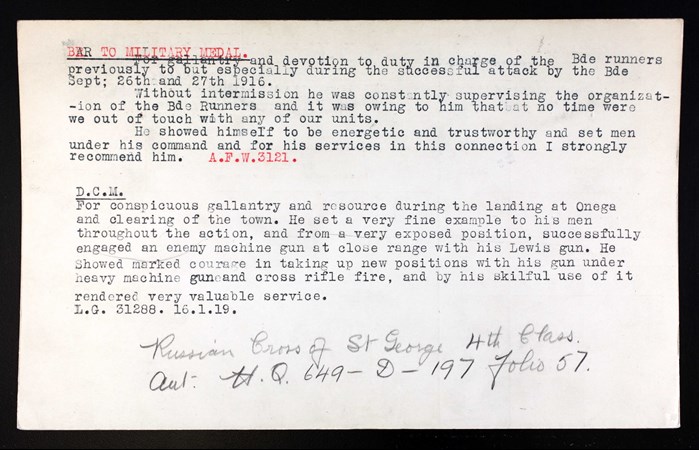 BAR TO MILITARY MEDAL.
For gallantry and devotion to duty in charge of the Bde runners
previously to but especially during the successful attack by the Bde
Sept; 26th and 27th 1916.
Without intermission he was constantly supervising the organizat-
-ion of the Bde Runners and it was owing to him that at no time were
we out of touch with any of our units.
He showed himself to be energetic and trustworthy and set men
under his command and for his services in this connection I strongly
recommend him. A.F.W.3121.
D.C.M.
For conspicuous gallantry and resource during the landing at Onega
and clearing of the town. He set a very fine example to his men
throughout the action, and from a very exposed position, successfully
engaged an enemy machine gun at close range with his Lewis gun. He
Showed marked courage in taking up new positions with his gun under
heavy machine guneand cross rifle fire, and by his skilful use of it
rendered very valuable service.
L.G. 31288. 16.1.19.
Russian Cross of St George 4th Class.
Aut: H.Q. 649-D-197 Folio 57.